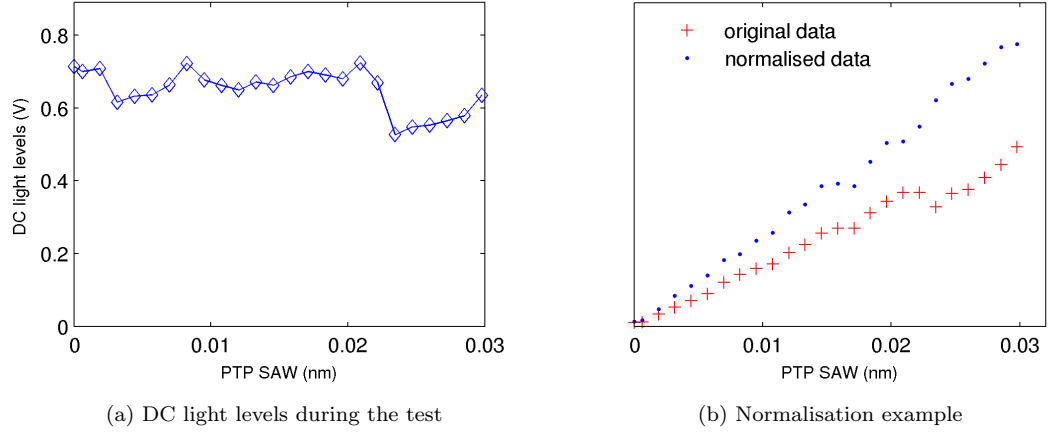 0.8
0.6
0.4
0.2
0
DC light levels (V)
0 0.01 0.02 0.03
PTP SAW (nm)
(a) DC light levels during the test
original data
normalised data
0 0.01 0.02 0.03
PTP SAW (nm)
(b) Normalisation example